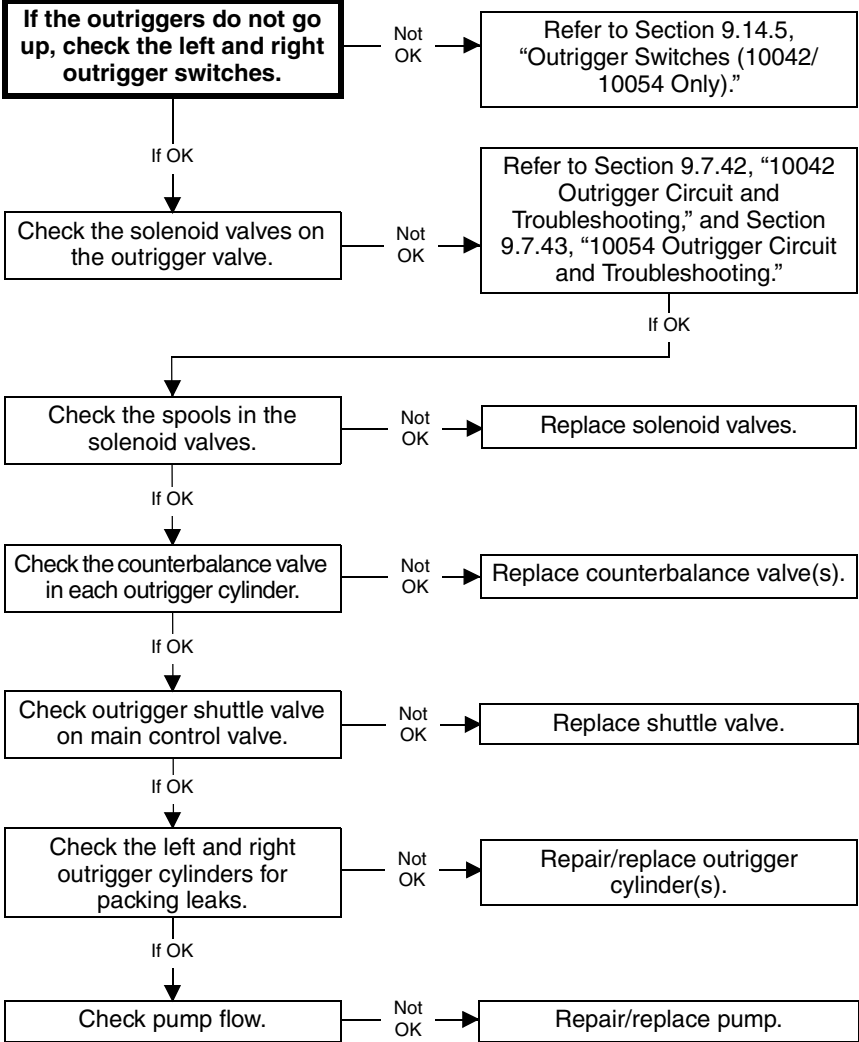 If the outriggers do not go
up, check the left and right
outrigger switches.
Not
OK
Refer to Section 9.14.5,
“Outrigger Switches (10042/
10054 Only).”
If OK
Check the solenoid valves on
the outrigger valve.
Not
OK
Refer to Section 9.7.42, “10042
Outrigger Circuit and
Troubleshooting,” and Section
9.7.43, “10054 Outrigger Circuit
and Troubleshooting.”
If OK
Check the spools in the
solenoid valves.
Not
OK
Replace solenoid valves.
If OK
Check the counterbalance valve
in each outrigger cylinder.
Not
OK
Replace counterbalance valve(s).
If OK
Check outrigger shuttle valve
on main control valve.
Not
OK
Replace shuttle valve.
If OK
Check the left and right
outrigger cylinders for
packing leaks.
Not
OK
Repair/replace outrigger
cylinder(s).
If OK
Check pump flow.
Not
OK
Repair/replace pump.